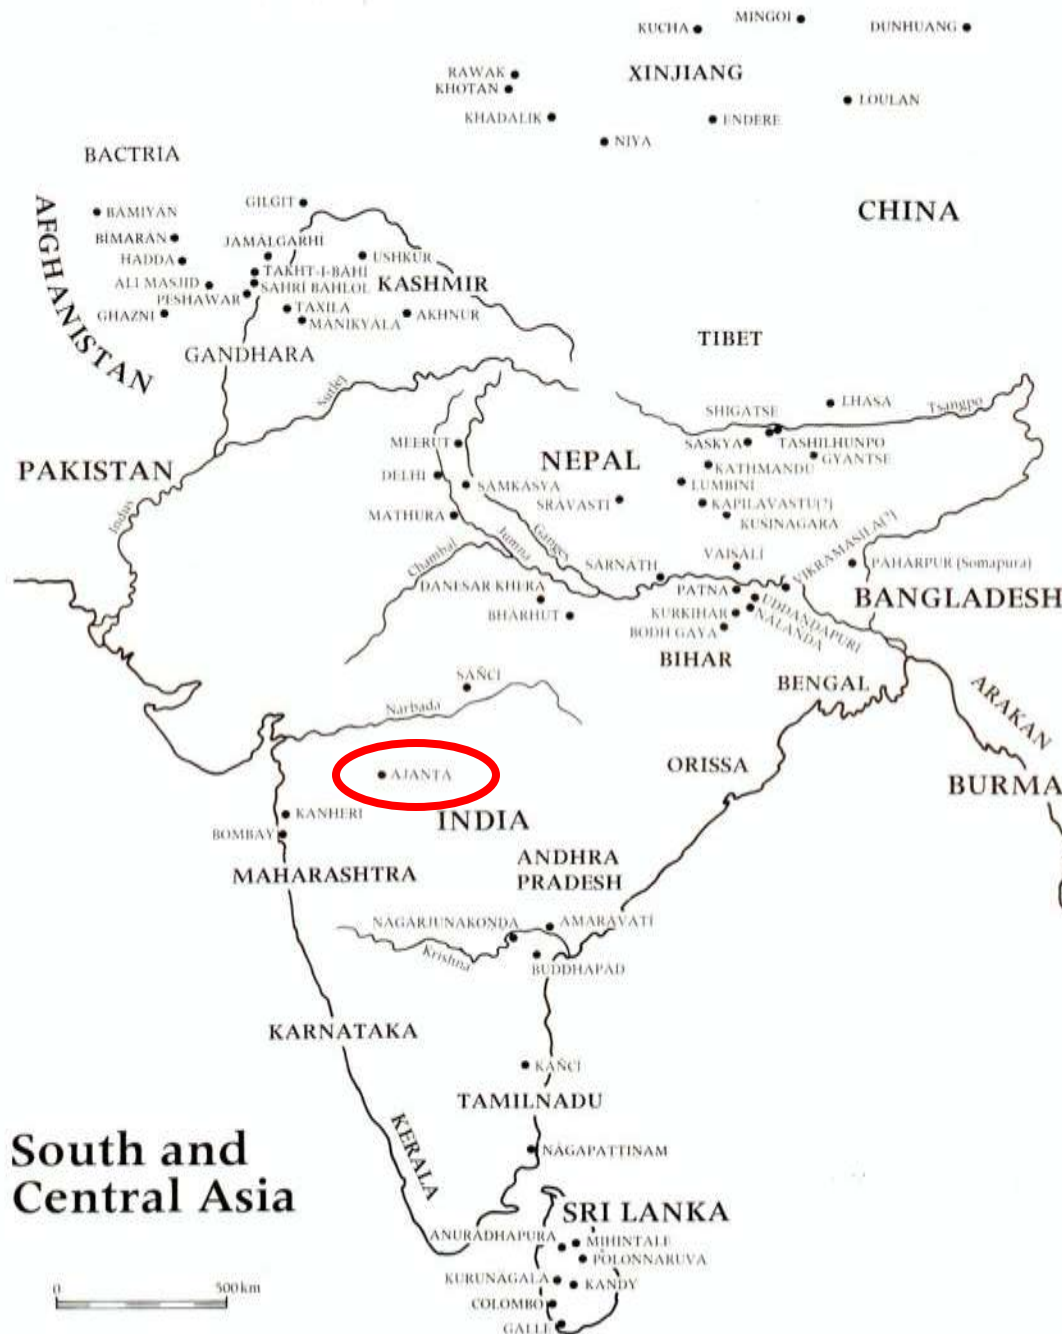 MINGOI
KUCHA
DUNHUANG
RAWAK
XINJIANG
KHOTAN
LOULAN
KHADALIK
ENDERE
NIYA
BACTRIA
AFGHANISTAN
BAMIYAN
GILGIT
CHINA
BIMARAN
JAMALGARHI
HADDA
USHKUR
TAKHT-I-BAHI
ALI MASJID
SAHRI BAHLOL
KASHMIR
PESHAWAR
TAXILA
GHAZNI
MANIKYALA
AKHNUR
TIBET
GANDHARA
Sutlej
LHASA
Tsangpo
SHIGATSE
MEERUT
SASKYA
TASHILHUNPO
NEPAL
GYANTSE
PAKISTAN
KATHMANDU
DELHI
LUMBINI
SAMKASYA
SRAVASTI
KAPILAVASTU(?)
Indus
MATHURA
KUSINAGARA
Jumna
Ganges
Chambal
VAISALI
VIKRAMASILA(?)
SARNATH
PAHARPUR (Somapura)
DANESAR KHERA
PATNA
BANGLADESH
UDDANDAPURI
BHARHUT
KURKIHAR
NALANDA
BODH GAYA
BIHAR
SAÑCI
BENGAL
ARAKAN
Narbada
ORISSA
AJANTA
BURMA
KANHERI
INDIA
BOMBAY
ANDHRA
PRADESH
MAHARASHTRA
NAGARJUNAKONDA
AMARAVATI
Krishna
BUDDHAPAD
KARNATAKA
KAÑCI
TAMILNADU
KERALA
South and
Central Asia
NAGAPATTINAM
SRI LANKA
ANURADHAPURA
MIHINTALE
POLONNARUVA
KURUNAGALA
KANDY
0 500km
COLOMBO
GALLE